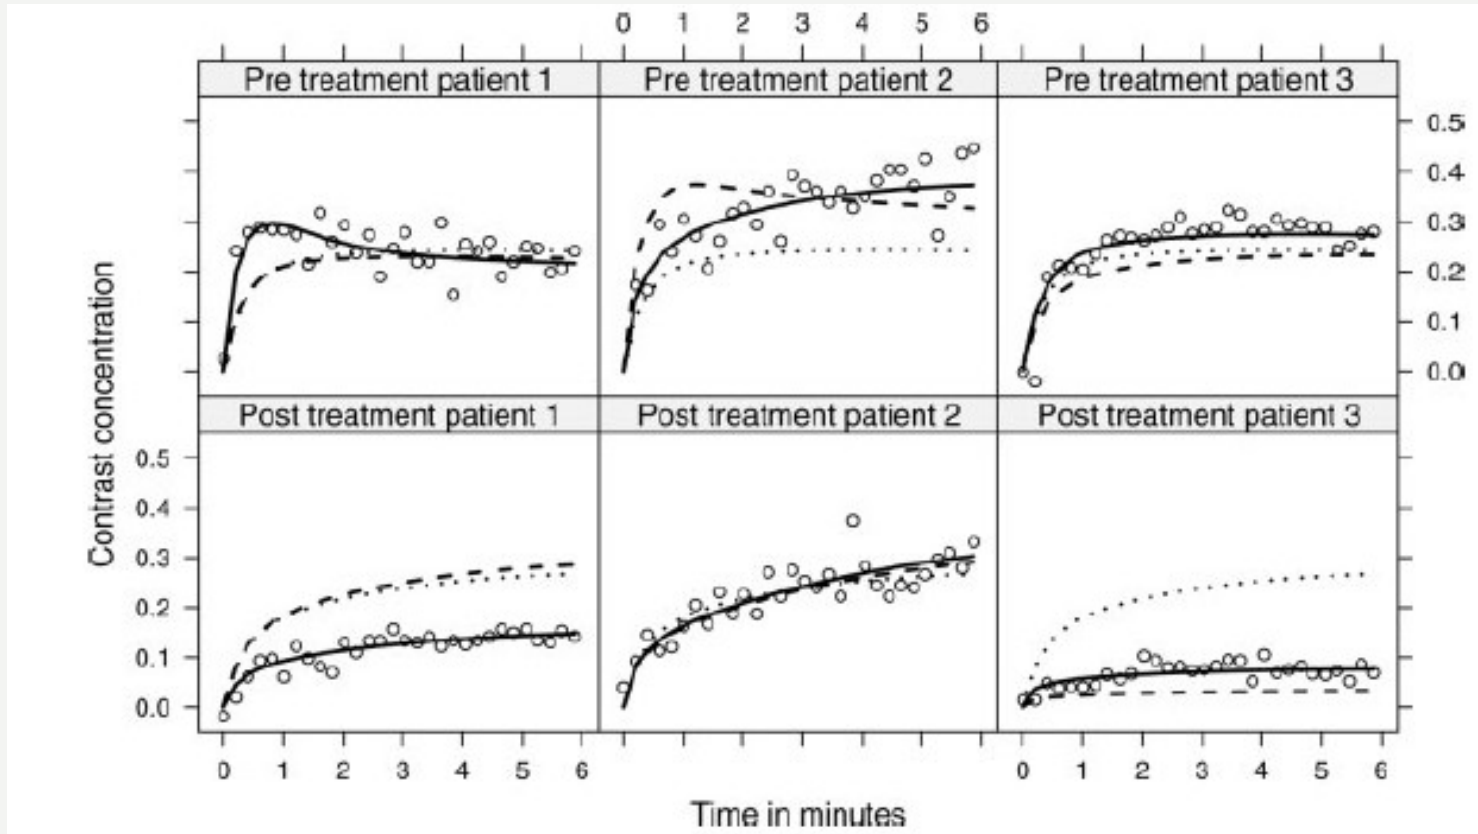 0 1 2 3 4 5 6
Pre treatment patient 1 Pre treatment patient 2 Pre treatment patient 3
0.5
0.4
0.3
0.2
0.1
0.0
Contrast concentration
Post treatment patient 1 Post treatment patient 2 Post treatment patient 3
0.5
0.4
0.3
0.2
0.1
0.0
0 1 2 3 4 5 6 0 1 2 3 4 5 6
Time in minutes